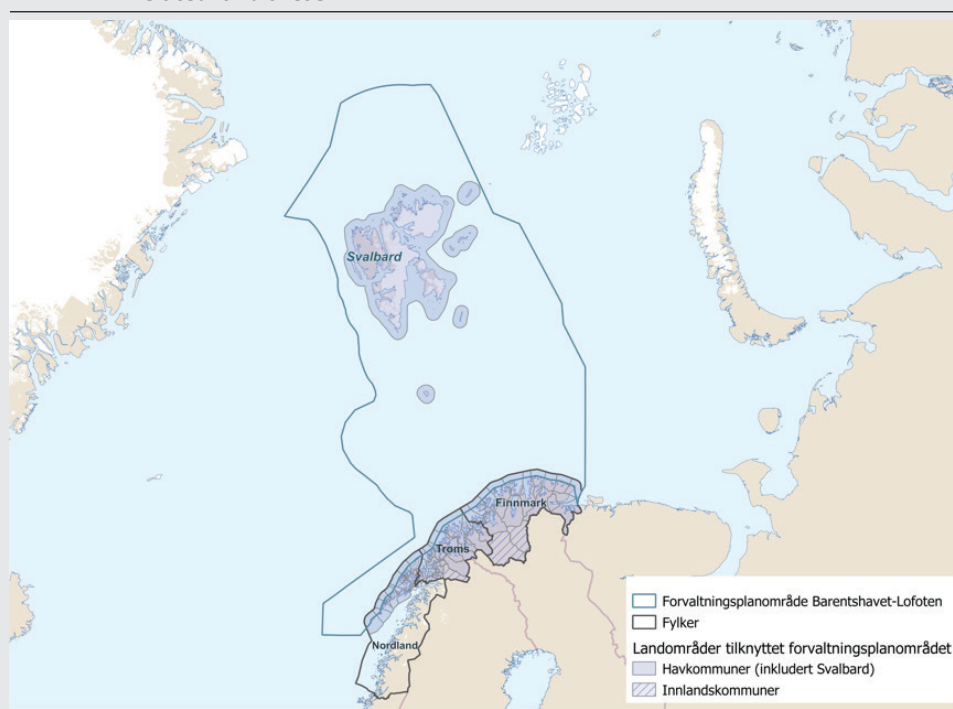 Svalbard
Finnmark
Troms
Nordland
Forvaltningsplanområde Barentshavet-Lofoten
Fylker
Landområder tilknyttet forvaltningsplanområdet
Havkommuner (inkludert Svalbard)
Innlandskommuner